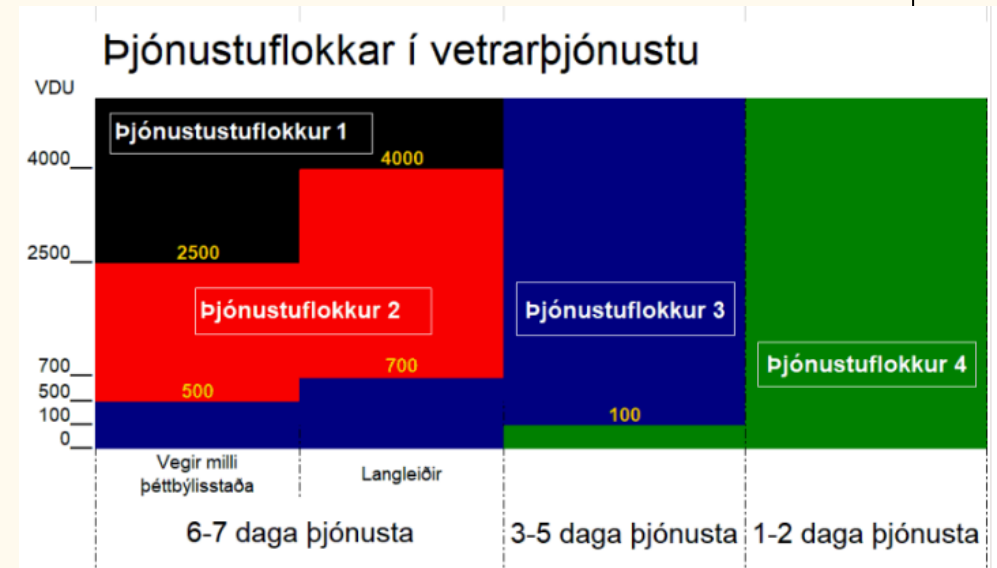 Þjónustuflokkar í vetrarþjónustu
VDU
Þjónustustuflokkur 1
4000
4000
2500
2500
Þjónustuflokkur 2
Þjónustuflokkur 3
700
700
Þjónustuflokkur 4
500
500
100
100
0
Vegir milli
þéttbýlisstaða
Langleiðir
6-7 daga þjónusta
3-5 daga þjónusta
1-2 daga þjónusta